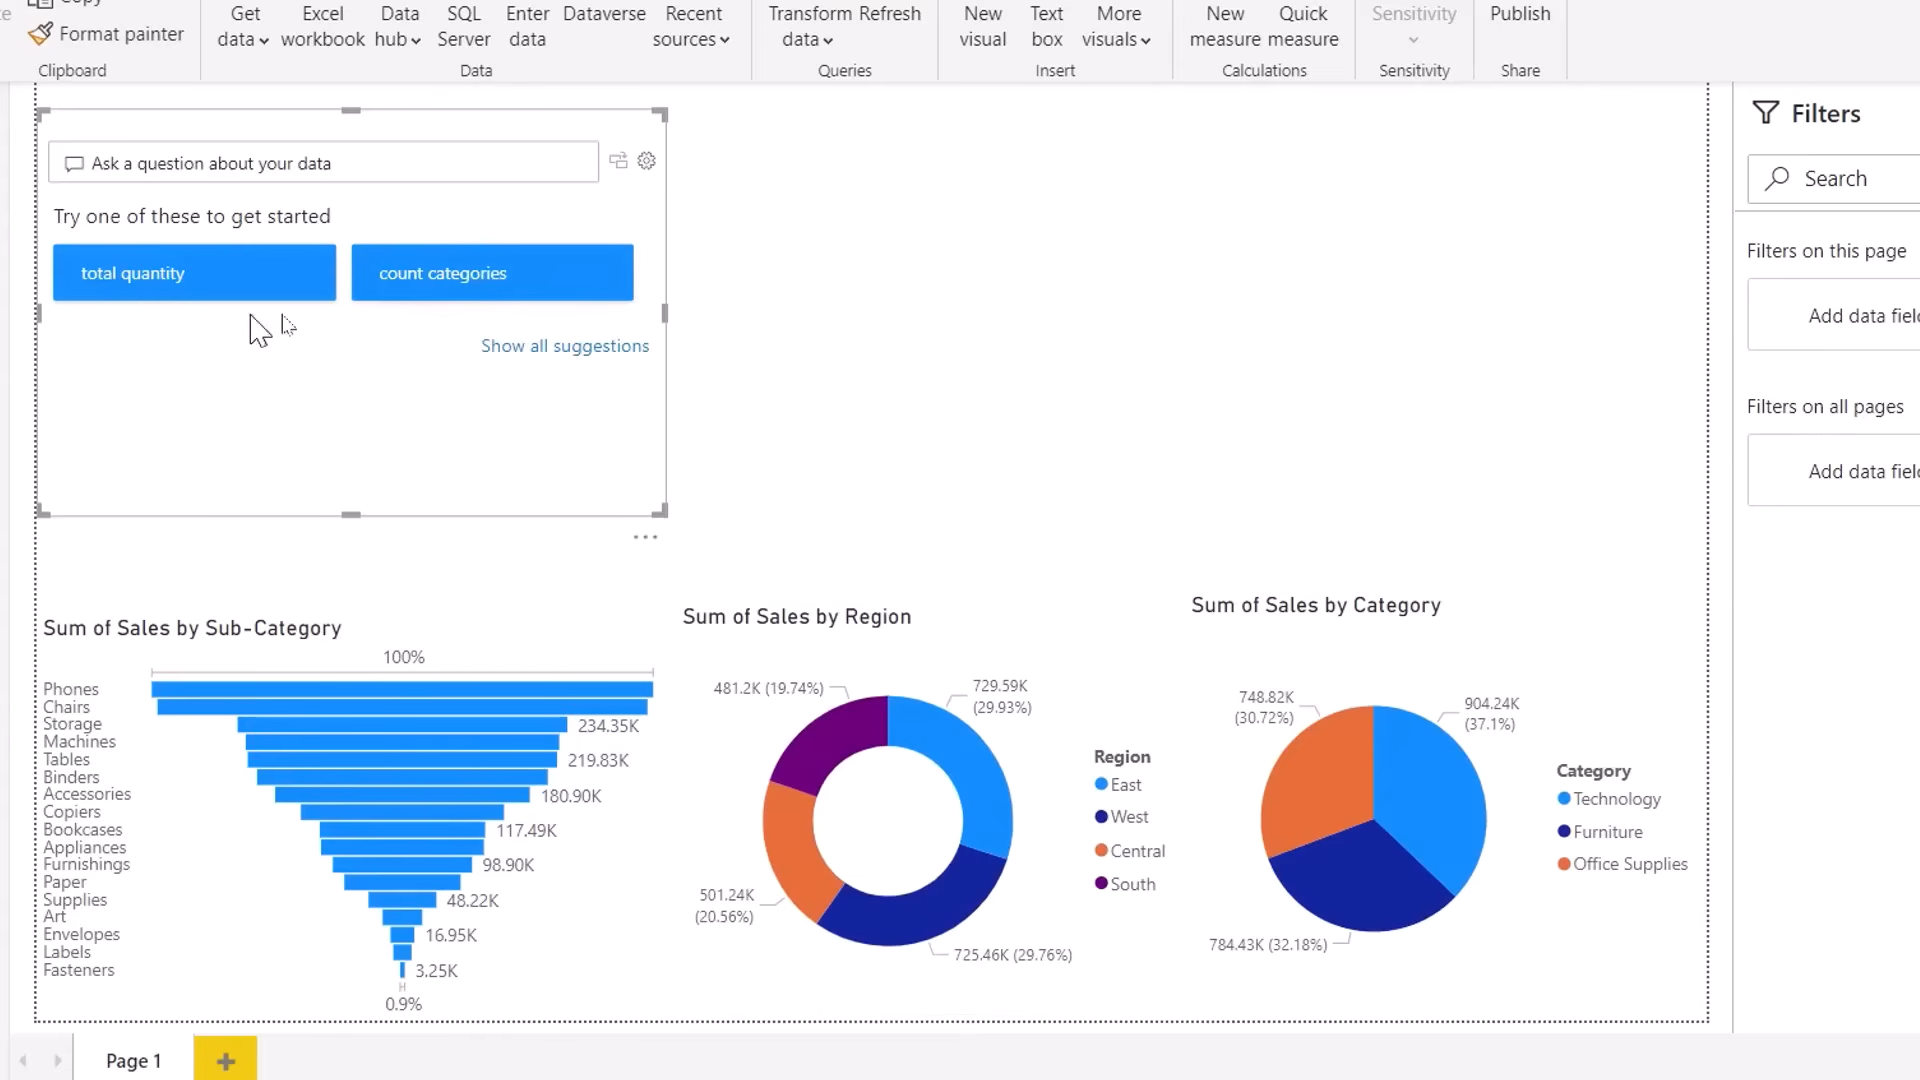 Copy
Format painter
Clipboard
Get data
Excel workbook
Data hub
SQL Server
Enter data
Dataverse
Recent sources
Data
Transform data
Refresh
Queries
New visual
Text box
More visuals
Insert
New measure
Quick measure
Calculations
Sensitivity
Sensitivity
Publish
Share
Ask a question about your data
Try one of these to get started
total quantity
count categories
Show all suggestions
Filters
Search
Filters on this page
Add data fiel
Filters on all pages
Add data fiel
Sum of Sales by Sub-Category
100%
Phones
Chairs
Storage 234.35K
Machines
Tables 219.83K
Binders
Accessories 180.90K
Copiers
Bookcases 117.49K
Appliances
Furnishings 98.90K
Paper
Supplies 48.22K
Art
Envelopes 16.95K
Labels
Fasteners 3.25K
0.9%
Sum of Sales by Region
481.2K (19.74%)
729.59K
(29.93%)
501.24K
(20.56%)
725.46K (29.76%)
Region
East
West
Central
South
Sum of Sales by Category
748.82K
(30.72%)
904.24K
(37.1%)
784.43K (32.18%)
Category
Technology
Furniture
Office Supplies
Page 1